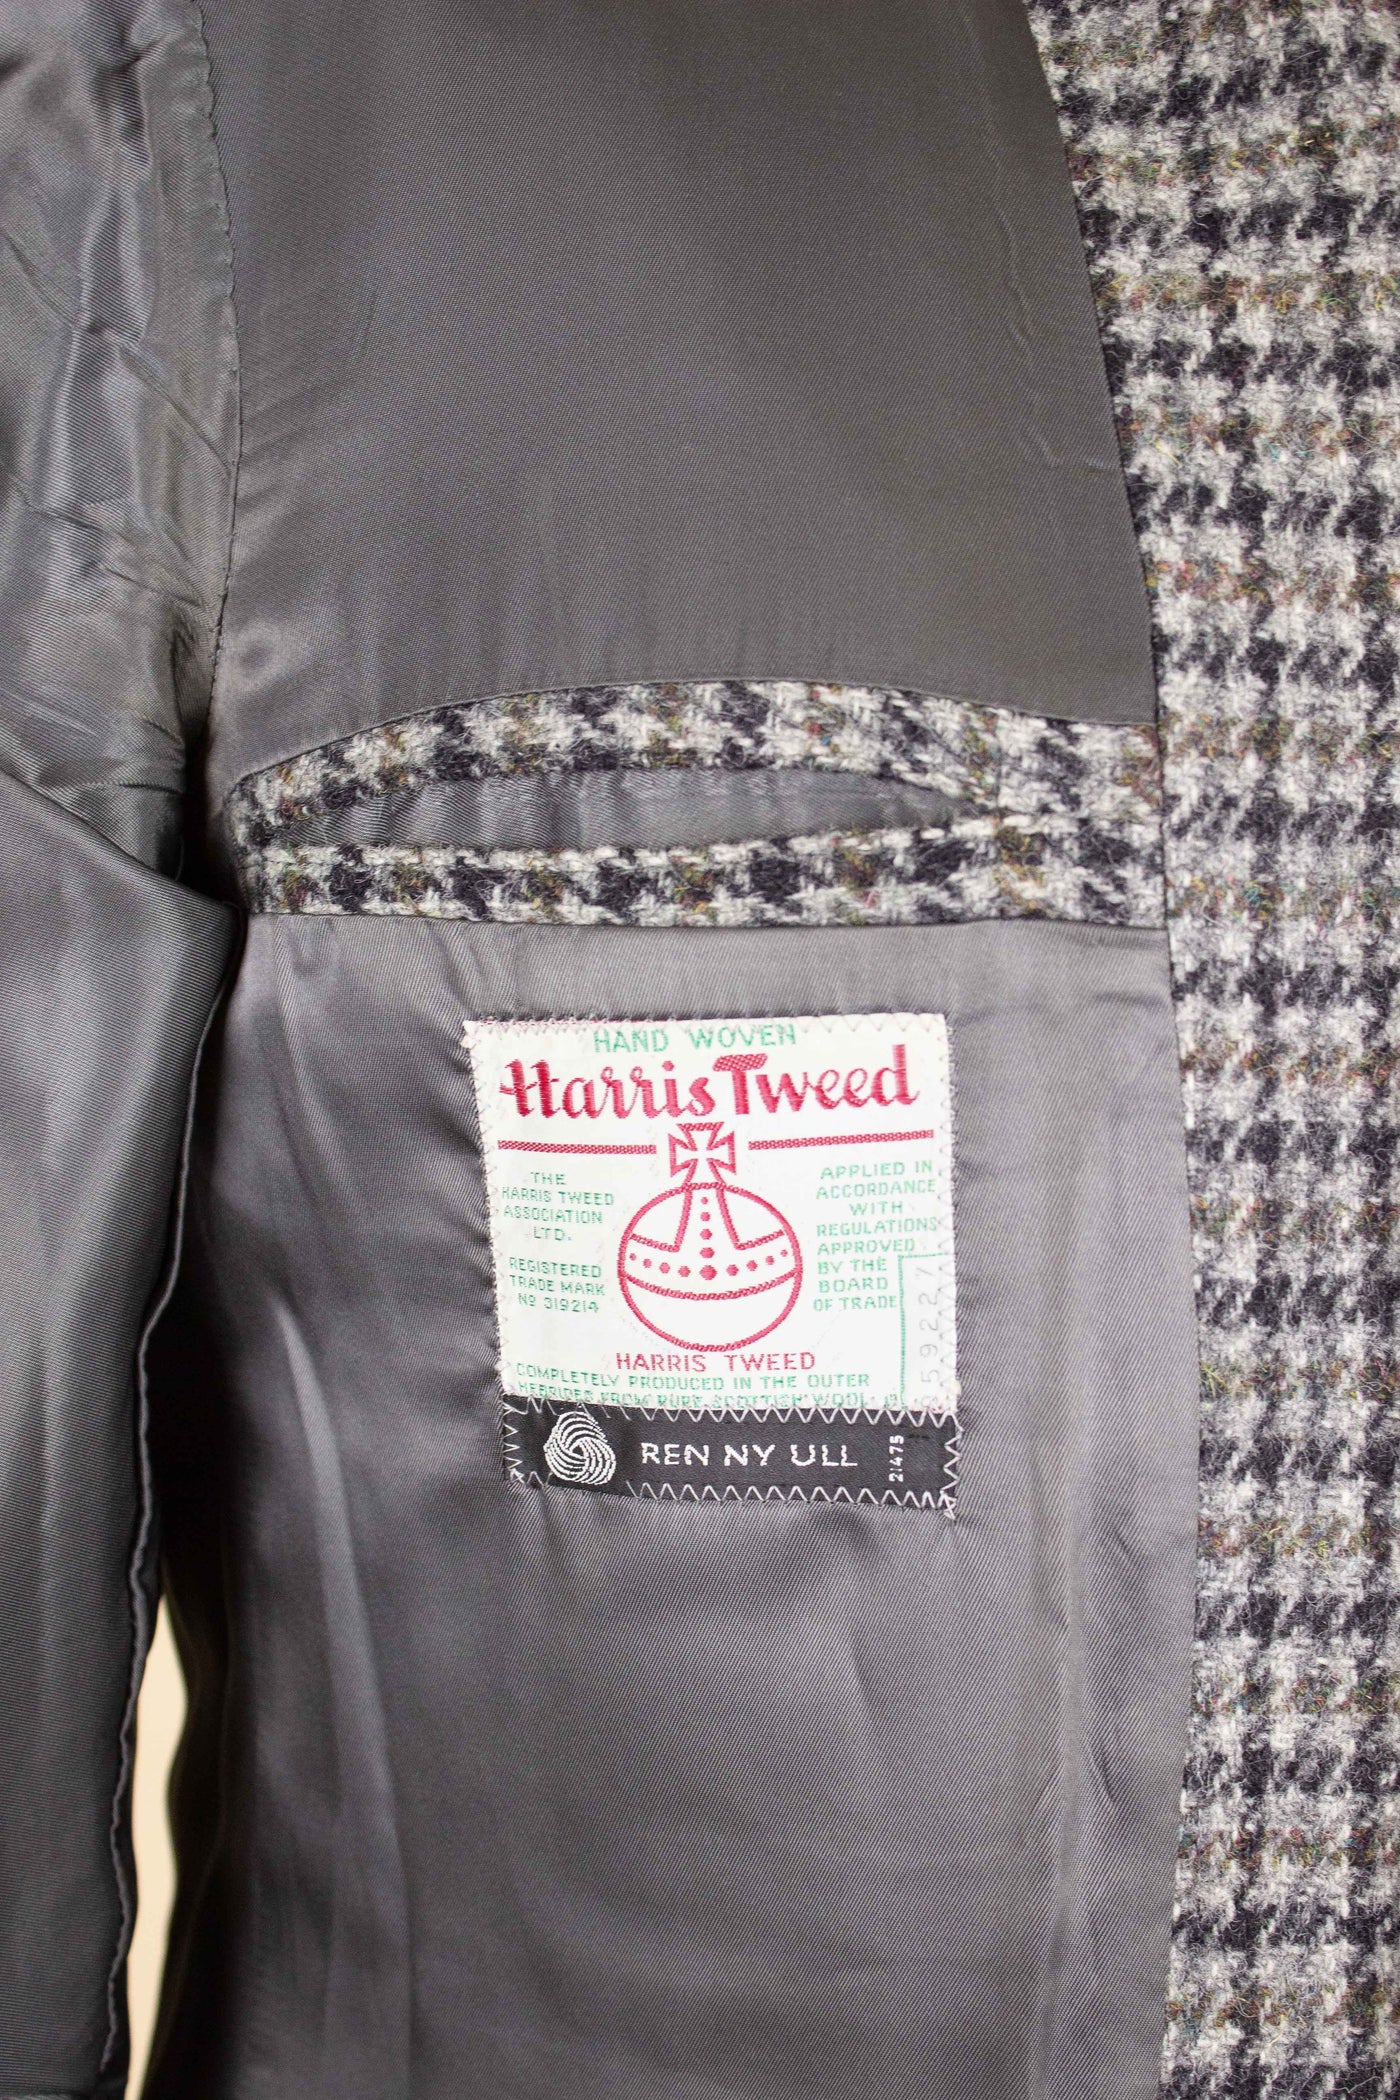 HAND WOVEN
Harris Tweed
THE
HARRIS TWEED
ASSOCIATION
LTD.
REGISTERED
TRADE MARK
Nº 319214
APPLIED IN
ACCORDANCE
WITH
REGULATIONS
APPROVED
BY THE
BOARD
OF TRADE
HARRIS TWEED
COMPLETELY PRODUCED IN THE OUTER
HEBRIDES FROM PURE SCOTTISH WOOL
59227
REN NY ULL
21475